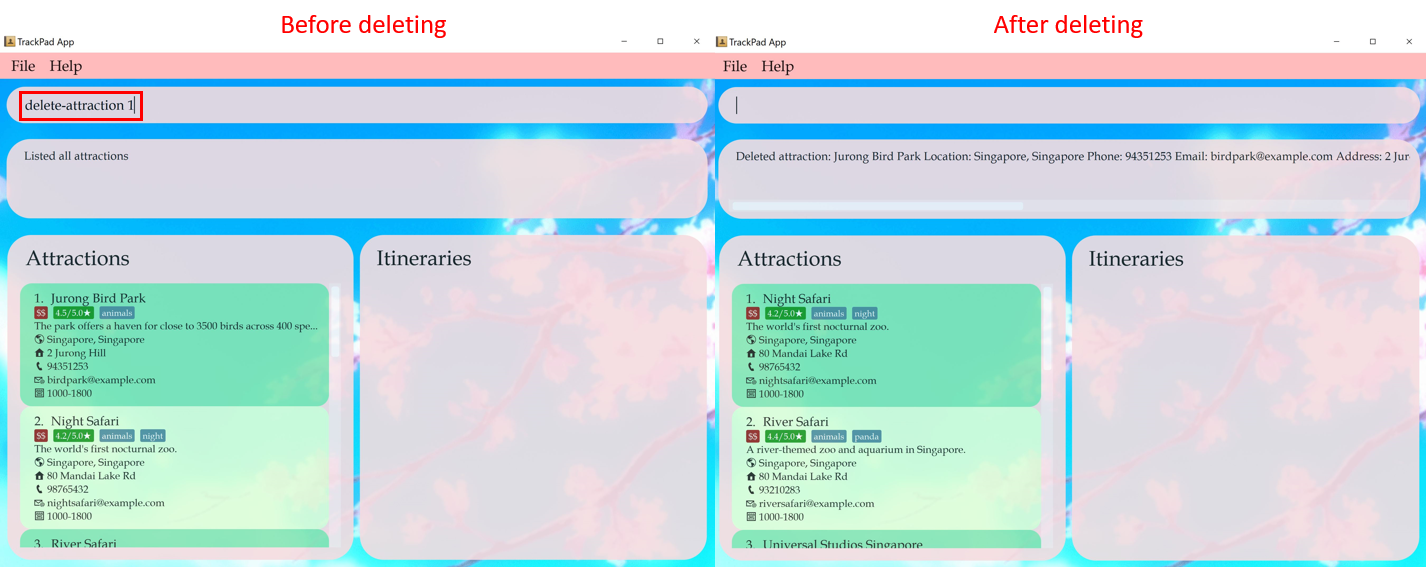 Before deleting
TrackPad App
File Help
delete-attraction 1
Listed all attractions
Attractions
1. Jurong Bird Park
$$ 4.5/5.0★ animals
The park offers a haven for close to 3500 birds across 400 spe...
Singapore, Singapore
2 Jurong Hill
94351253
birdpark@example.com
1000-1800
2. Night Safari
$$ 4.2/5.0★ animals night
The world's first nocturnal zoo.
Singapore, Singapore
80 Mandai Lake Rd
98765432
nightsafari@example.com
1000-1800
3. River Safari
Itineraries
After deleting
TrackPad App
File Help
Deleted attraction: Jurong Bird Park Location: Singapore, Singapore Phone: 94351253 Email: birdpark@example.com Address: 2 Jur
Attractions
1. Night Safari
$$ 4.2/5.0★ animals night
The world's first nocturnal zoo.
Singapore, Singapore
80 Mandai Lake Rd
98765432
nightsafari@example.com
1000-1800
2. River Safari
$$ 4.4/5.0★ animals panda
A river-themed zoo and aquarium in Singapore.
Singapore, Singapore
80 Mandai Lake Rd
93210283
riversafari@example.com
1000-1800
3. Universal Studios Singapore
Itineraries